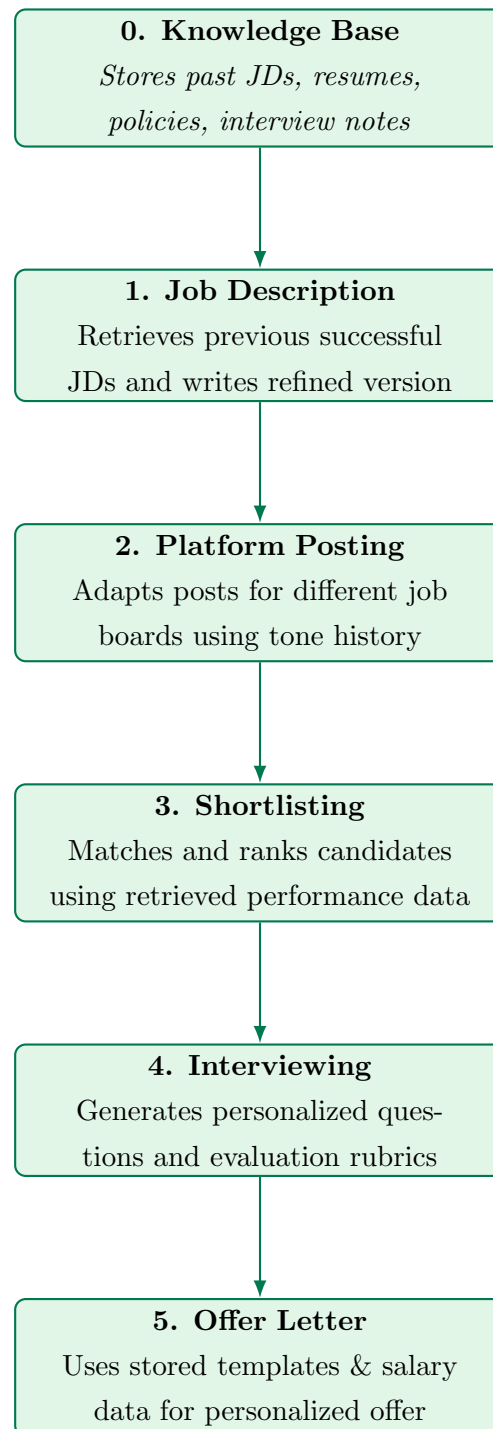 0. Knowledge Base
Stores past JDs, resumes,
policies, interview notes
1. Job Description
Retrieves previous successful
JDs and writes refined version
2. Platform Posting
Adapts posts for different job
boards using tone history
3. Shortlisting
Matches and ranks candidates
using retrieved performance data
4. Interviewing
Generates personalized ques-
tions and evaluation rubrics
5. Offer Letter
Uses stored templates & salary
data for personalized offer